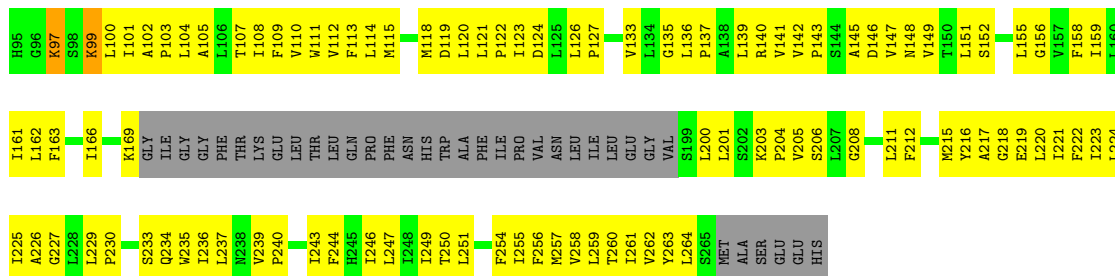 H95 G96 K97 S98 K99 L100 I101 A102 P103 L104 A105 L106 T107 I108 F109 V110 W111 V112 F113 L114 M115 M118 D119 L120 L121 P122 I123 D124 L125 L126 P127 V133 L134 G135 L136 P137 A138 L139 R140 V141 V142 P143 S144 A145 D146 V147 N148 V149 T150 L151 S152 L155 G156 V157 F158 I159 L160
I161 L162 F163 I166 K169 GLY ILE GLY GLY PHE THR LYS GLU LEU THR LEU GLN PRO PHE ASN HIS TRP ALA PHE ILE PRO VAL ASN LEU ILE LEU GLU GLY VAL S199 L200 L201 S202 K203 P204 V205 S206 L207 G208 L211 F212 M215 Y216 A217 G218 E219 L220 I221 F222 I223 L224
I225 A226 G227 L228 L229 P230 S233 Q234 W235 I236 L237 N238 V239 P240 I243 F244 H245 I246 L247 I248 I249 T250 L251 F254 I255 F256 M257 V258 L259 T260 I261 V262 Y263 L264 S265 MET ALA SER GLU GLU HIS